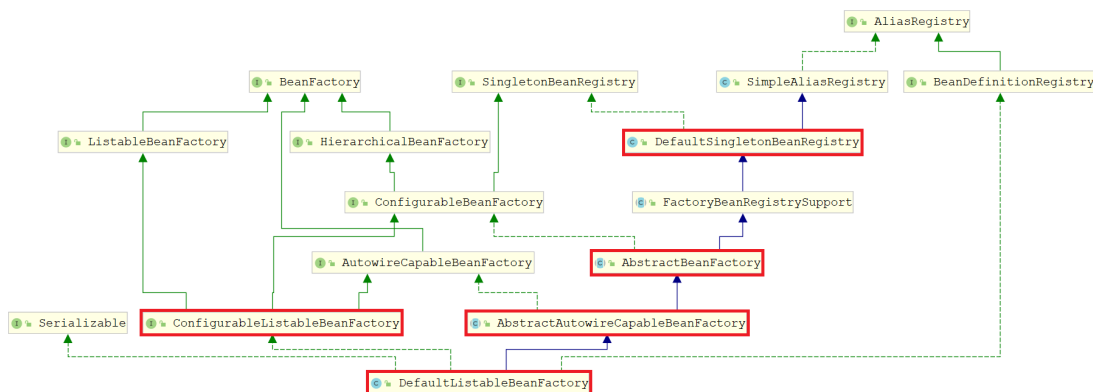 AliasRegistry
BeanFactory
SingletonBeanRegistry
SimpleAliasRegistry
BeanDefinitionRegistry
ListableBeanFactory
HierarchicalBeanFactory
DefaultSingletonBeanRegistry
ConfigurableBeanFactory
FactoryBeanRegistrySupport
AutowireCapableBeanFactory
AbstractBeanFactory
Serializable
ConfigurableListableBeanFactory
AbstractAutowireCapableBeanFactory
DefaultListableBeanFactory